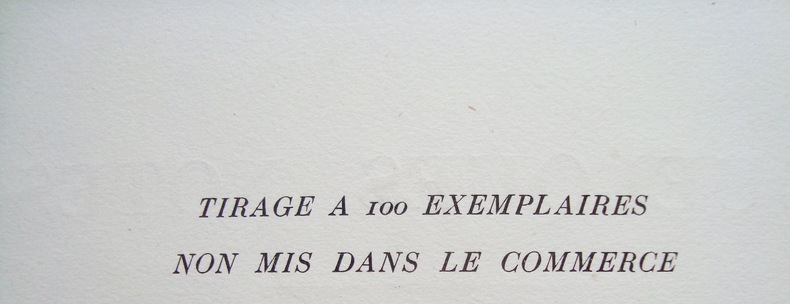 TIRAGE A 100 EXEMPLAIRES
NON MIS DANS LE COMMERCE